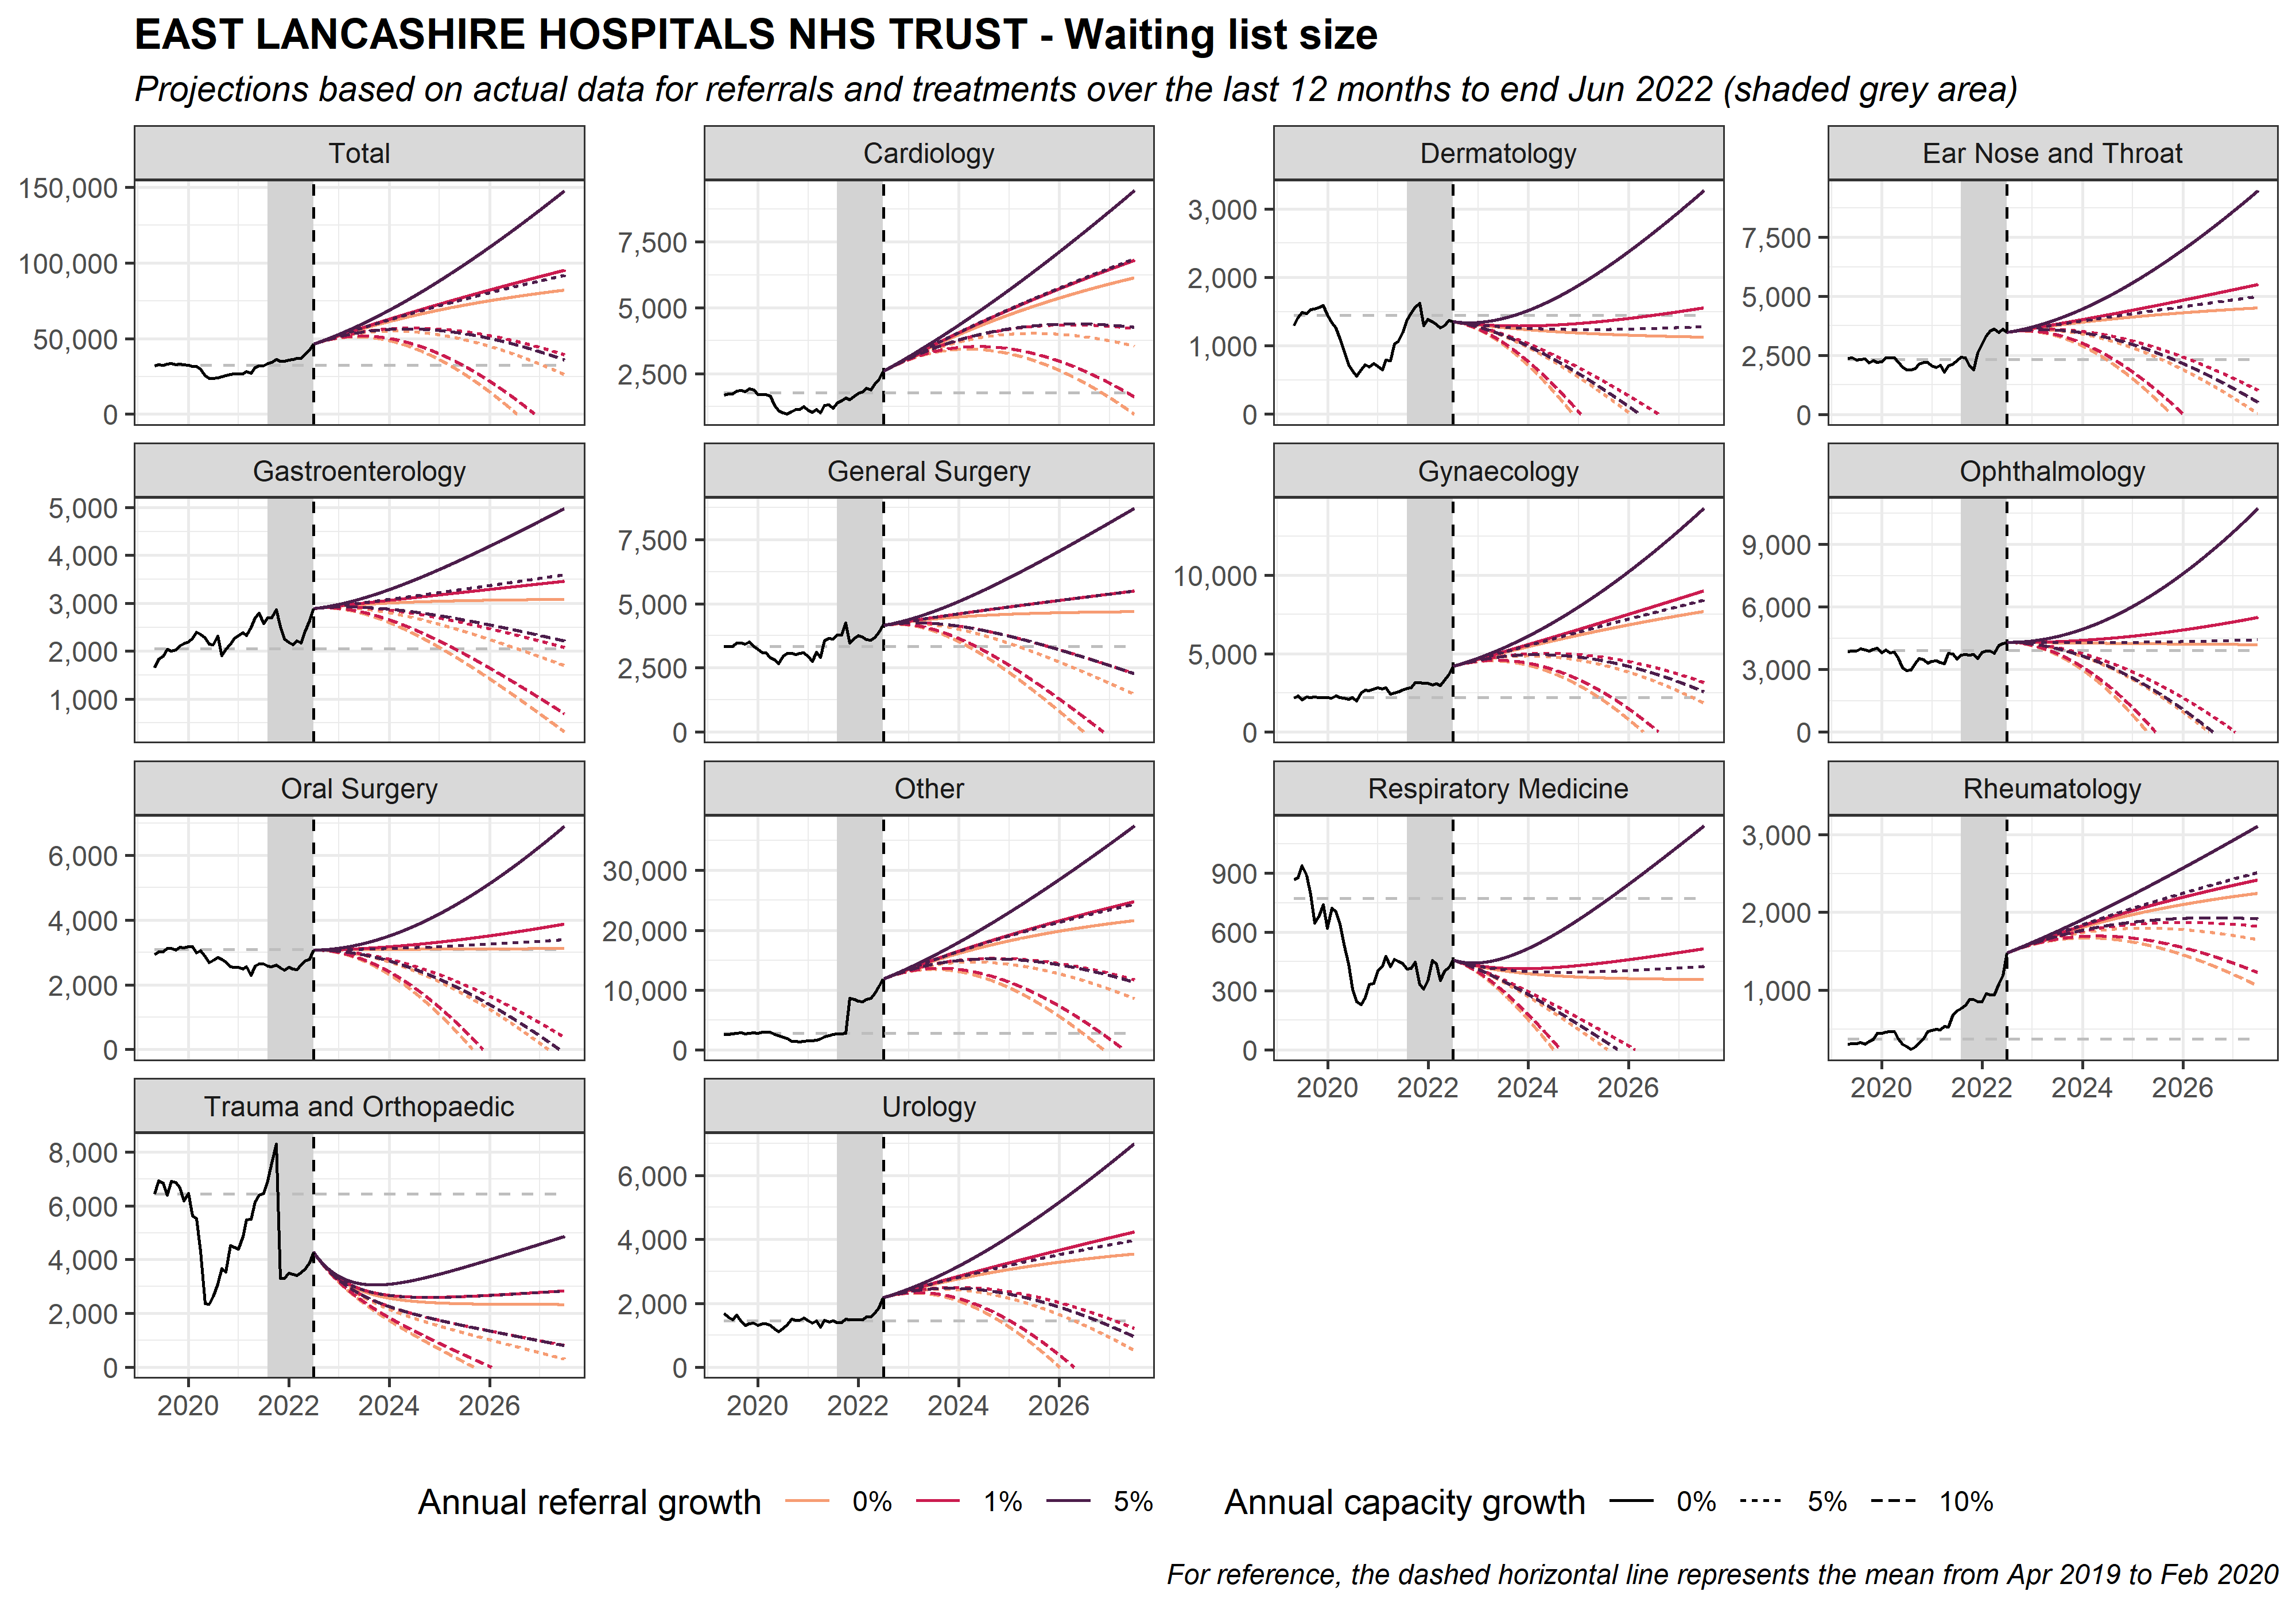 EAST LANCASHIRE HOSPITALS NHS TRUST - Waiting list size
Projections based on actual data for referrals and treatments over the last 12 months to end Jun 2022 (shaded grey area)
Total
150,000
100,000
50,000
0
Cardiology
7,500
5,000
2,500
Dermatology
3,000
2,000
1,000
0
Ear Nose and Throat
7,500
5,000
2,500
0
Gastroenterology
5,000
4,000
3,000
2,000
1,000
General Surgery
7,500
5,000
2,500
0
Gynaecology
10,000
5,000
0
Ophthalmology
9,000
6,000
3,000
0
Oral Surgery
6,000
4,000
2,000
0
Other
30,000
20,000
10,000
0
Respiratory Medicine
900
600
300
0
2020 2022 2024 2026
Rheumatology
3,000
2,000
1,000
2020 2022 2024 2026
Trauma and Orthopaedic
8,000
6,000
4,000
2,000
0
2020 2022 2024 2026
Urology
6,000
4,000
2,000
0
2020 2022 2024 2026
Annual referral growth 0% 1% 5% Annual capacity growth 0% 5% 10%
For reference, the dashed horizontal line represents the mean from Apr 2019 to Feb 2020